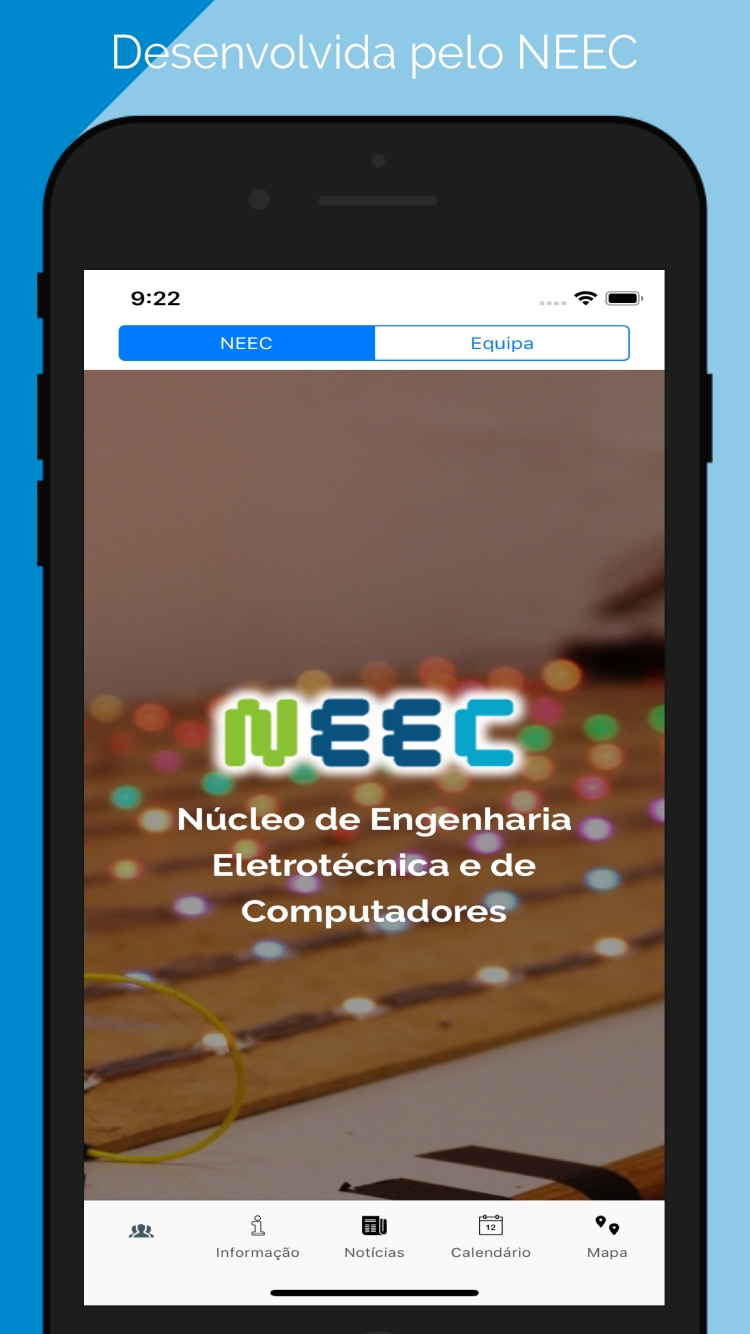 Desenvolvida pelo NEEC
9:22
NEEC Equipa
NEEC
Núcleo de Engenharia
Eletrotécnica e de
Computadores
12
Informação Notícias Calendário Mapa